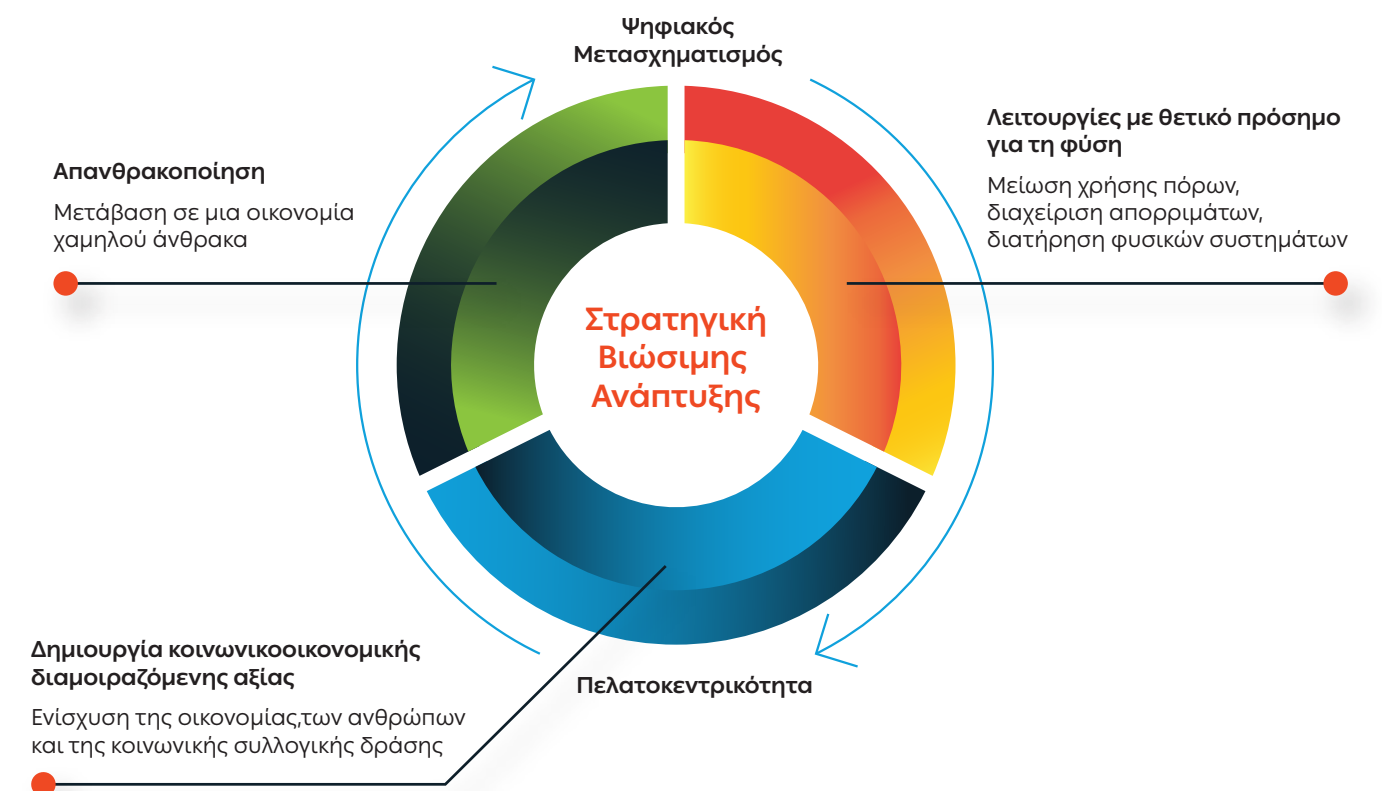 Ψηφιακός
Μετασχηματισμός
Απανθρακοποίηση
Μετάβαση σε μια οικονομία
χαμηλού άνθρακα
Λειτουργίες με θετικό πρόσημο
για τη φύση
Μείωση χρήσης πόρων,
διαχείριση απορριμάτων,
διατήρηση φυσικών συστημάτων
Στρατηγική
Βιώσιμης
Ανάπτυξης
Δημιουργία κοινωνικοοικονομικής
διαμοιραζόμενης αξίας
Ενίσχυση της οικονομίας,των ανθρώπων
και της κοινωνικής συλλογικής δράσης
Πελατοκεντρικότητα